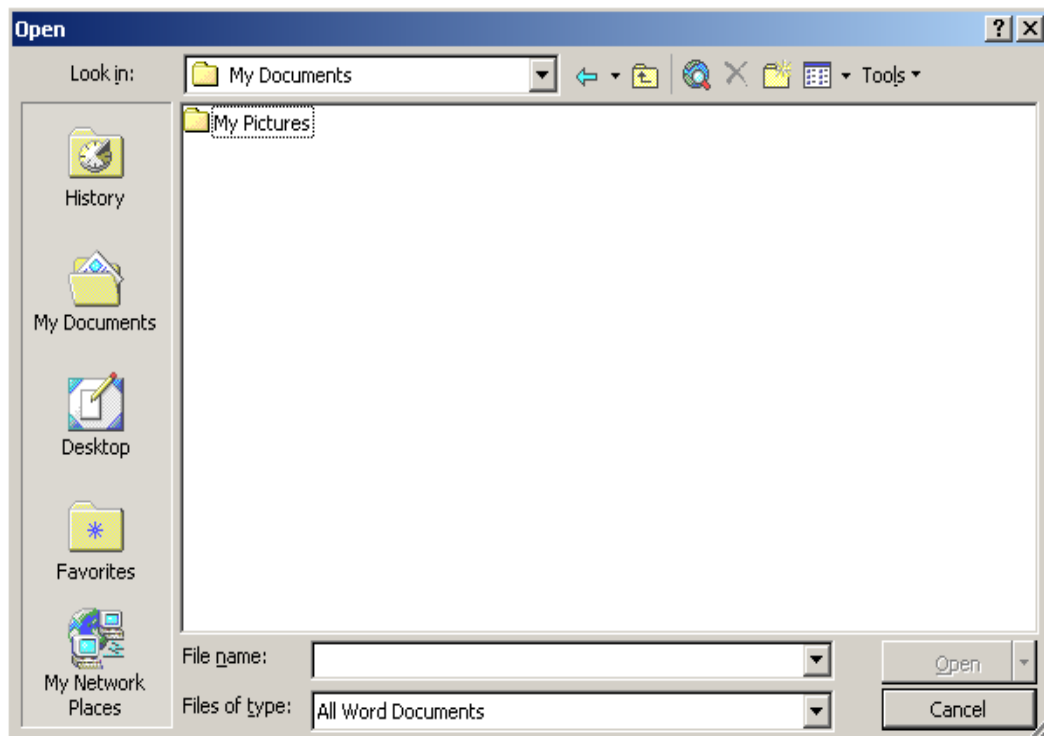 Open
Look in: My Documents Tools
My Pictures
History
My Documents
Desktop
Favorites
My Network
Places
File name:
Open
Files of type: All Word Documents
Cancel